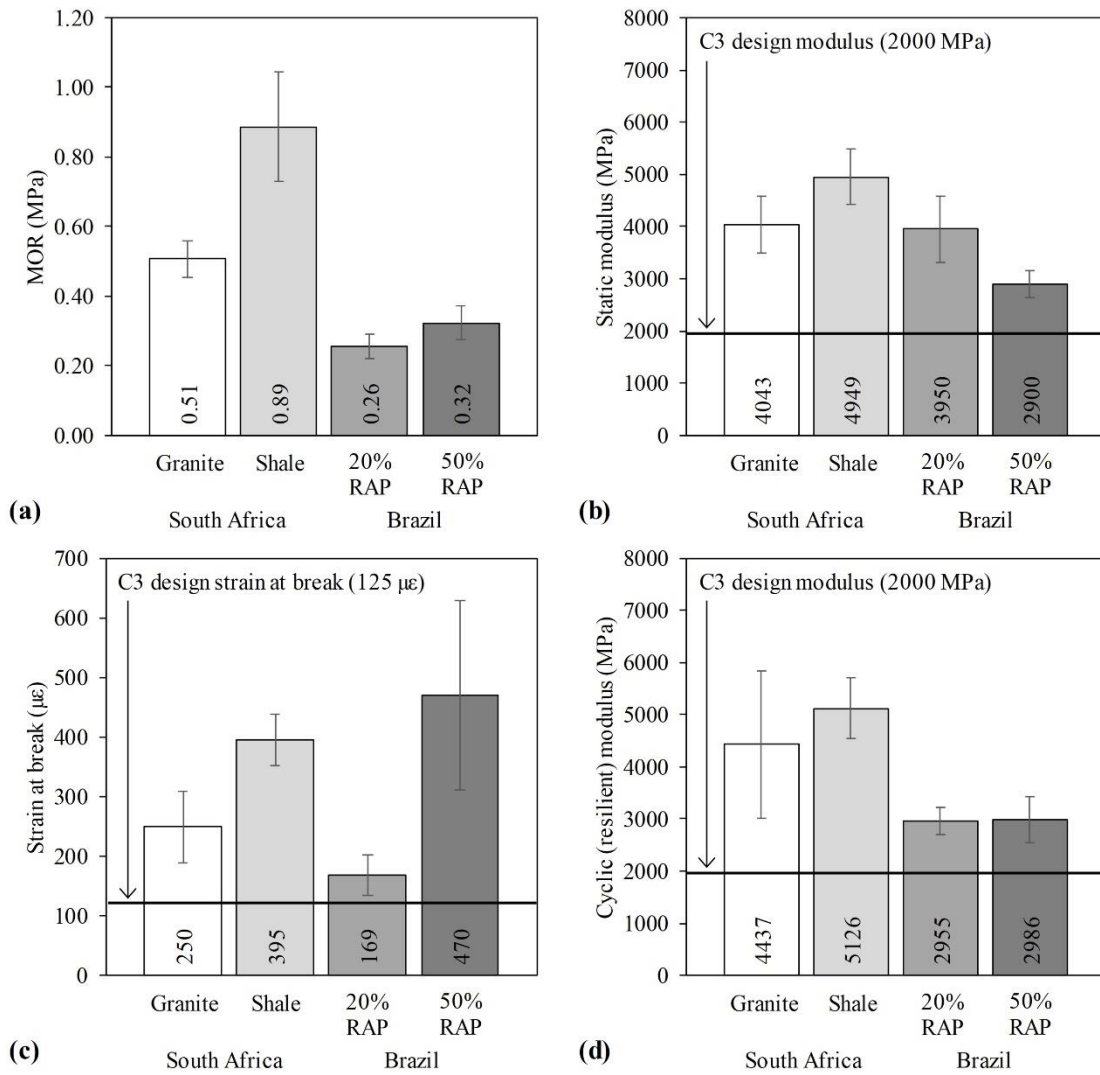 1.20
1.00
0.80
0.60
0.40
0.20
0.00
MOR (MPa)
0.51
0.89
0.26
0.32
Granite
Shale
20%
RAP
50%
RAP
(a)
South Africa
Brazil
8000
7000
6000
5000
4000
3000
2000
1000
0
Static modulus (MPa)
C3 design modulus (2000 MPa)
4043
4949
3950
2900
Granite
Shale
20%
RAP
50%
RAP
(b)
South Africa
Brazil
700
600
500
400
300
200
100
0
Strain at break (με)
C3 design strain at break (125 με)
250
395
169
470
Granite
Shale
20%
RAP
50%
RAP
(c)
South Africa
Brazil
8000
7000
6000
5000
4000
3000
2000
1000
0
Cyclic (resilient) modulus (MPa)
C3 design modulus (2000 MPa)
4437
5126
2955
2986
Granite
Shale
20%
RAP
50%
RAP
(d)
South Africa
Brazil